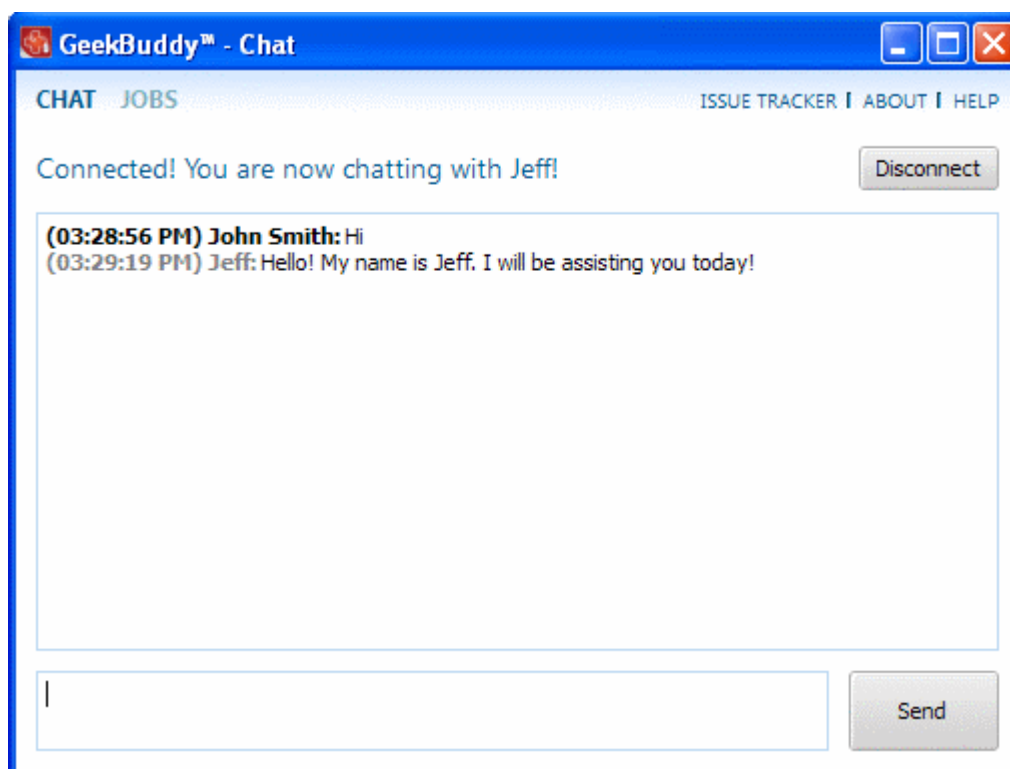 GeekBuddy™ - Chat
CHAT JOBS ISSUE TRACKER | ABOUT | HELP
Connected! You are now chatting with Jeff! Disconnect
(03:28:56 PM) John Smith: Hi
(03:29:19 PM) Jeff: Hello! My name is Jeff. I will be assisting you today!
Send